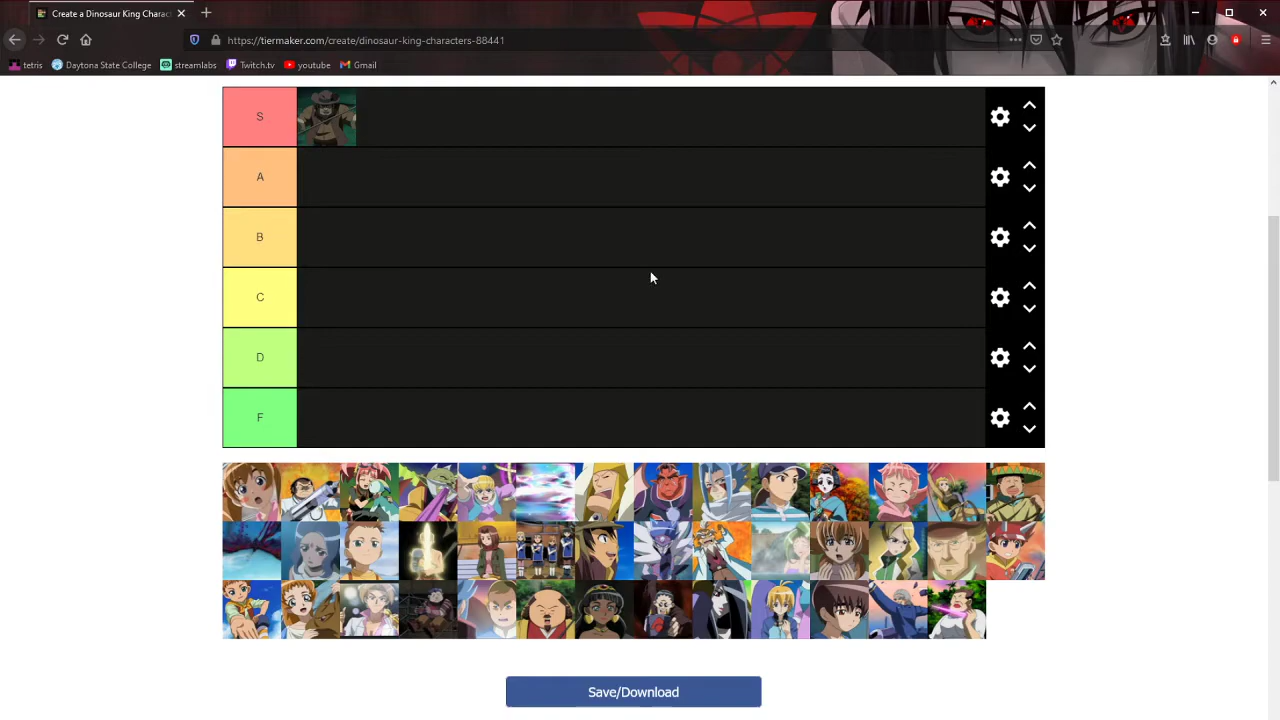 Create a Dinosaur King Charac
https://tiermaker.com/create/dinosaur-king-characters-88441
tetris Daytona State College streamlabs Twitch.tv youtube Gmail
S
A
B
C
D
F
Save/Download